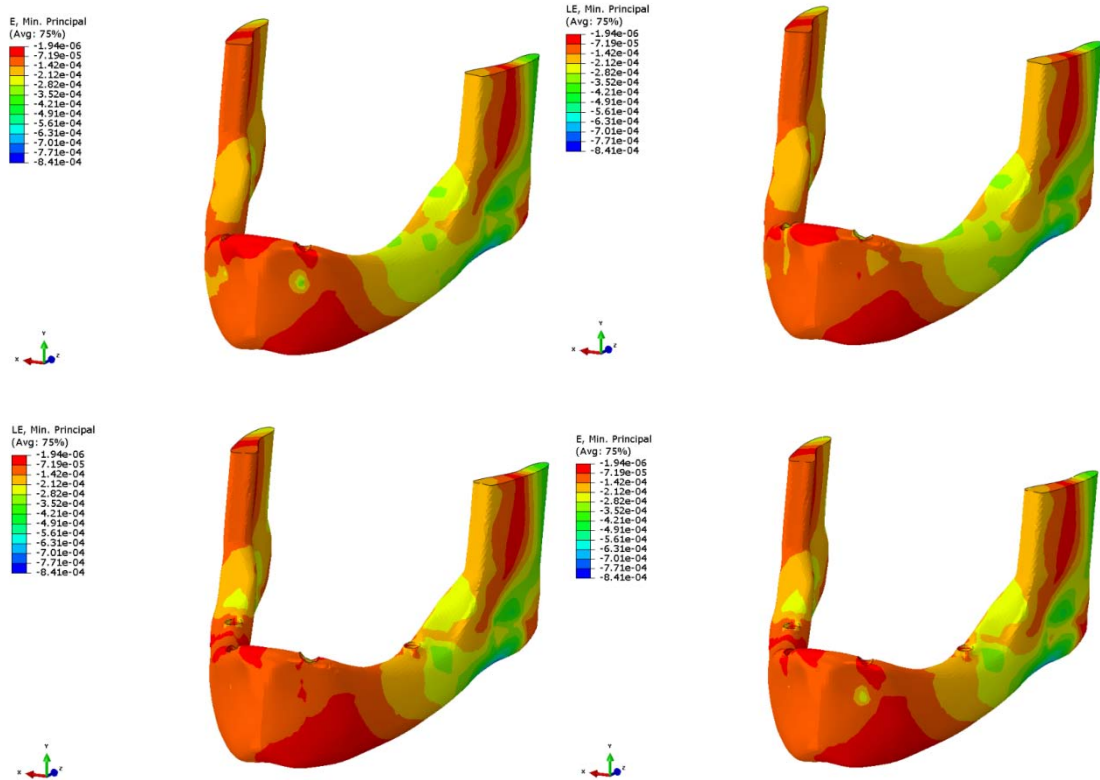 E, Min. Principal
(Avg: 75%)
-1.94e-06
-7.19e-05
-1.42e-04
-2.12e-04
-2.82e-04
-3.52e-04
-4.21e-04
-4.91e-04
-5.61e-04
-6.31e-04
-7.01e-04
-7.71e-04
-8.41e-04
Y
X
Z
LE, Min. Principal
(Avg: 75%)
-1.94e-06
-7.19e-05
-1.42e-04
-2.12e-04
-2.82e-04
-3.52e-04
-4.21e-04
-4.91e-04
-5.61e-04
-6.31e-04
-7.01e-04
-7.71e-04
-8.41e-04
Y
X
Z
LE, Min. Principal
(Avg: 75%)
-1.94e-06
-7.19e-05
-1.42e-04
-2.12e-04
-2.82e-04
-3.52e-04
-4.21e-04
-4.91e-04
-5.61e-04
-6.31e-04
-7.01e-04
-7.71e-04
-8.41e-04
Y
X
Z
E, Min. Principal
(Avg: 75%)
-1.94e-06
-7.19e-05
-1.42e-04
-2.12e-04
-2.82e-04
-3.52e-04
-4.21e-04
-4.91e-04
-5.61e-04
-6.31e-04
-7.01e-04
-7.71e-04
-8.41e-04
Y
X
Z